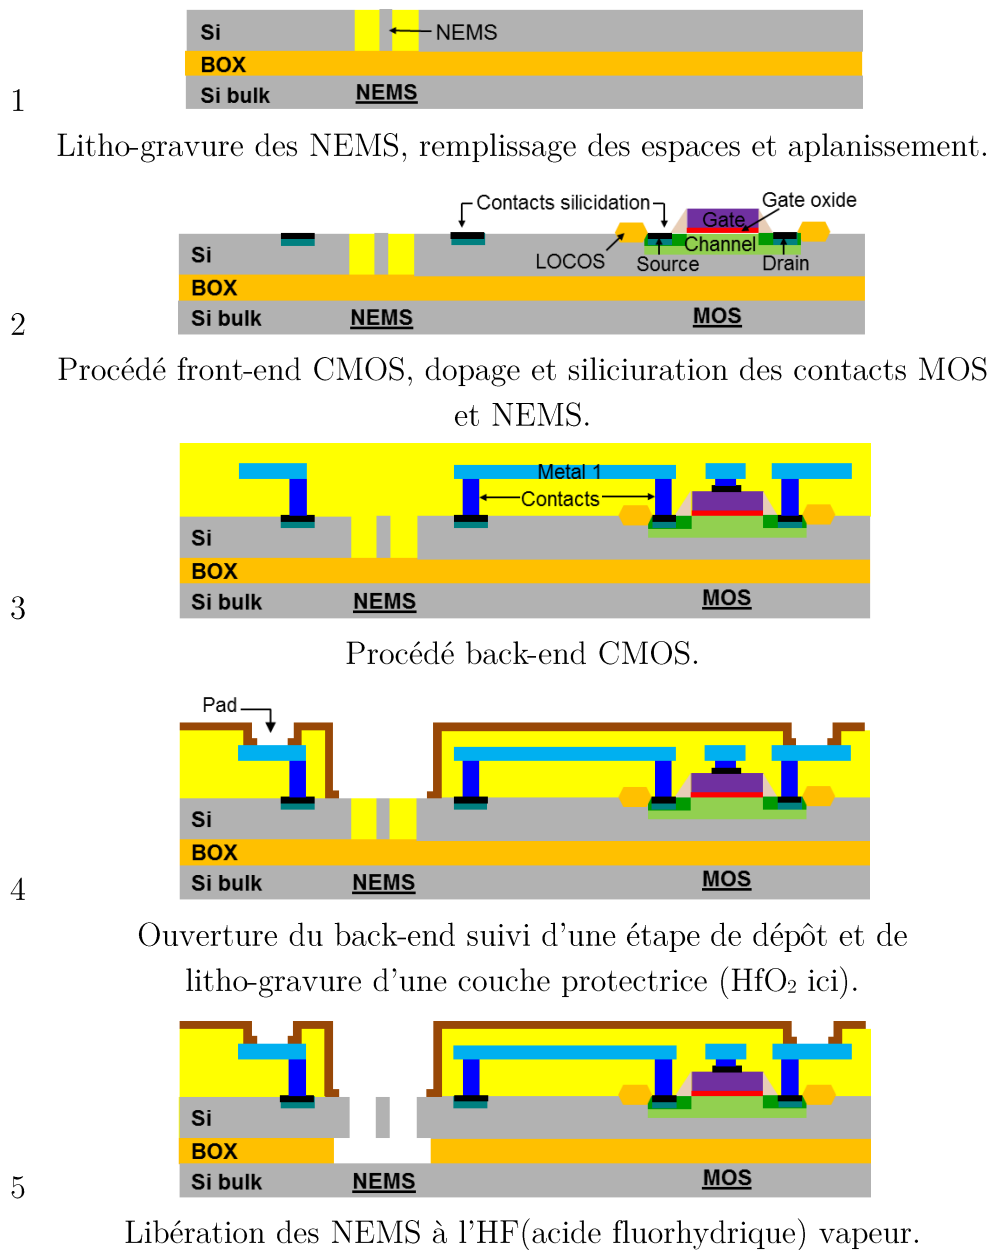 Si
NEMS
BOX
Si bulk NEMS
1
Litho-gravure des NEMS, remplissage des espaces et aplanissement.
Contacts silicidation
Gate oxide
Gate
Channel
Si
LOCOS
Source
Drain
BOX
Si bulk NEMS MOS
2
Procédé front-end CMOS, dopage et siliciuration des contacts MOS
et NEMS.
Metal 1
Contacts
Si
BOX
Si bulk NEMS MOS
3
Procédé back-end CMOS.
Pad
Si
BOX
Si bulk NEMS MOS
4
Ouverture du back-end suivi d'une étape de dépôt et de
litho-gravure d'une couche protectrice (HfO₂ ici).
Si
BOX
Si bulk NEMS MOS
5
Libération des NEMS à l'HF(acide fluorhydrique) vapeur.